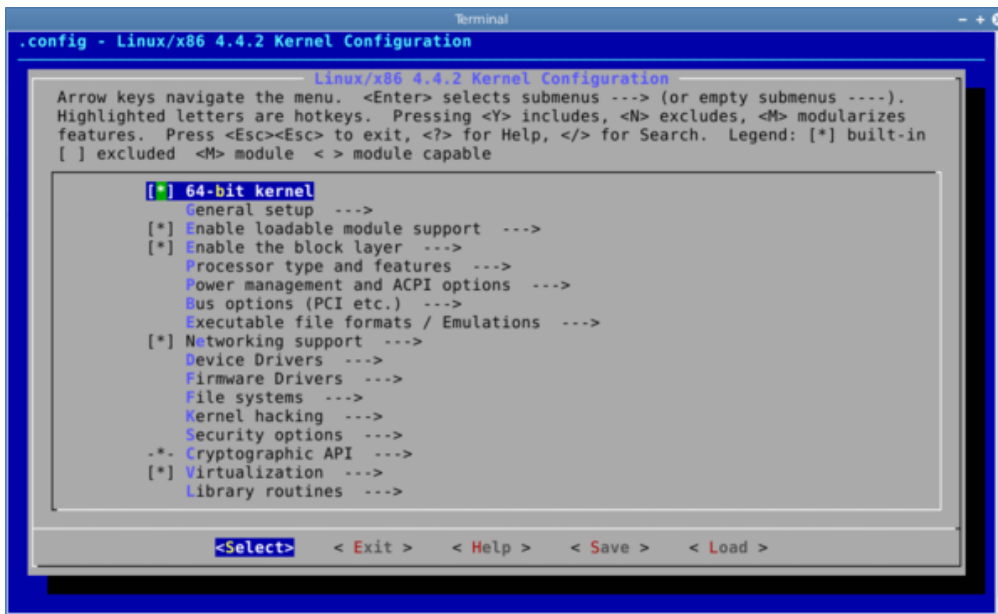 Terminal
.config - Linux/x86 4.4.2 Kernel Configuration
Linux/x86 4.4.2 Kernel Configuration
Arrow keys navigate the menu.  <Enter> selects submenus ---> (or empty submenus ----).
Highlighted letters are hotkeys.  Pressing <Y> includes, <N> excludes, <M> modularizes
features.  Press <Esc><Esc> to exit, <?> for Help, </> for Search.  Legend: [*] built-in
[ ] excluded  <M> module  < > module capable
[*] 64-bit kernel
General setup  --->
[*] Enable loadable module support  --->
[*] Enable the block layer  --->
Processor type and features  --->
Power management and ACPI options  --->
Bus options (PCI etc.)  --->
Executable file formats / Emulations  --->
[*] Networking support  --->
Device Drivers  --->
Firmware Drivers  --->
File systems  --->
Kernel hacking  --->
Security options  --->
-*- Cryptographic API  --->
[*] Virtualization  --->
Library routines  --->
<Select>    < Exit >    < Help >    < Save >    < Load >